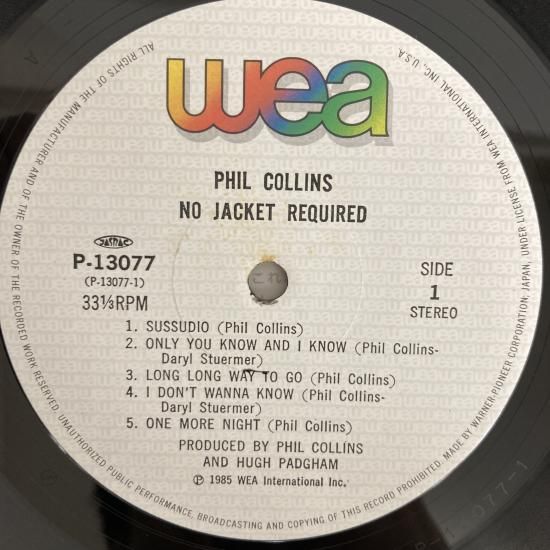 wea
PHIL COLLINS
NO JACKET REQUIRED
JASRAC
P-13077
(P-13077-1)
33⅓RPM
SIDE
1
STEREO
1. SUSSUDIO (Phil Collins)
2. ONLY YOU KNOW AND I KNOW (Phil Collins-
Daryl Stuermer)
3. LONG LONG WAY TO GO (Phil Collins)
4. I DON'T WANNA KNOW (Phil Collins-
Daryl Stuermer)
5. ONE MORE NIGHT (Phil Collins)
PRODUCED BY PHIL COLLINS
AND HUGH PADGHAM
℗ 1985 WEA International Inc.
ALL RIGHTS OF THE MANUFACTURER AND OF THE OWNER OF THE RECORDED WORK RESERVED. UNAUTHORIZED PUBLIC PERFORMANCE, BROADCASTING AND COPYING OF THIS RECORD PROHIBITED. MADE BY WARNER-PIONEER CORPORATION, JAPAN, UNDER LICENSE FROM WEA INTERNATIONAL INC., U.S.A